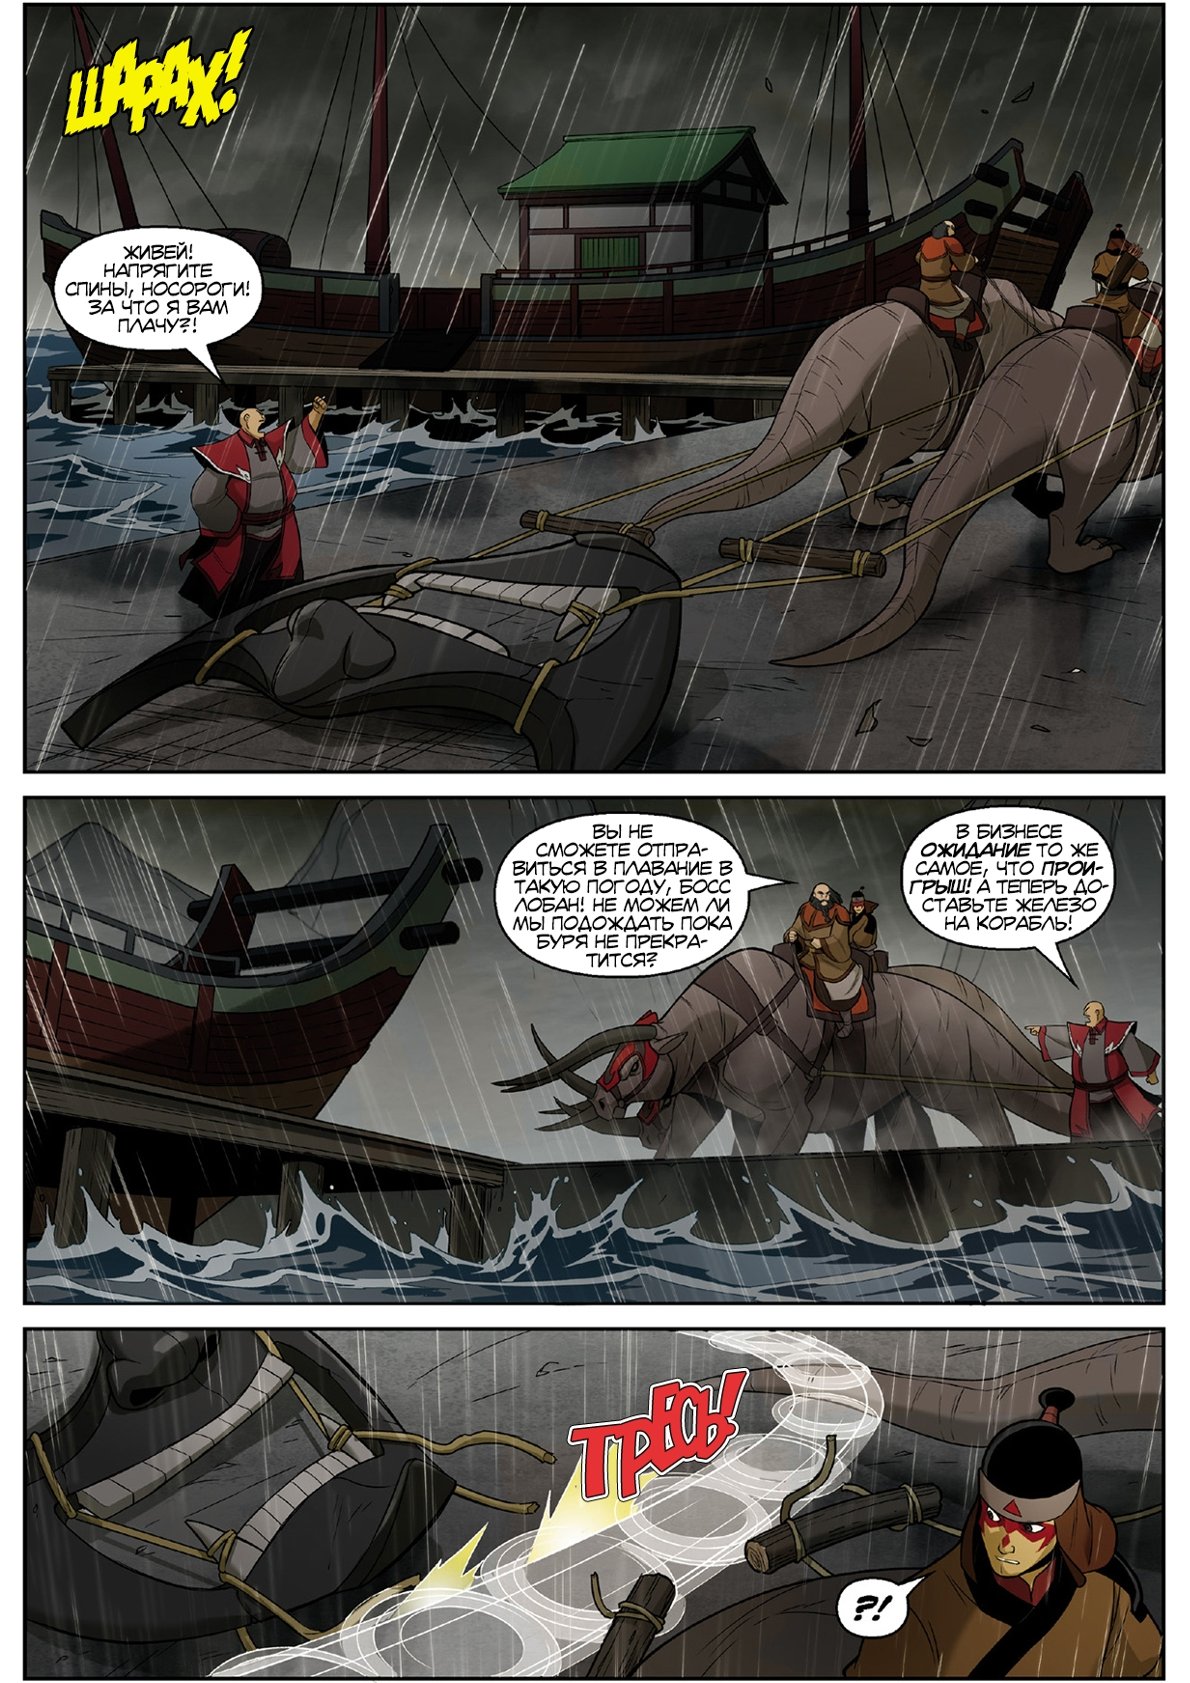 ШАРАХ!
ЖИВЕЙ!
НАПРЯГИТЕ
СПИНЫ, НОСОРОГИ!
ЗА ЧТО Я ВАМ
ПЛАЧУ?!
ВЫ НЕ
СМОЖЕТЕ ОТПРА-
ВИТЬСЯ В ПЛАВАНИЕ В
ТАКУЮ ПОГОДУ, БОСС
ЛОБАН! НЕ МОЖЕМ ЛИ
МЫ ПОДОЖДАТЬ ПОКА
БУРЯ НЕ ПРЕКРА-
ТИТСЯ?
В БИЗНЕСЕ
ОЖИДАНИЕ ТО ЖЕ
САМОЕ, ЧТО ПРОИ-
ГРЫШ! А ТЕПЕРЬ ДО-
СТАВЬТЕ ЖЕЛЕЗО
НА КОРАБЛЬ!
ТРЕСЬ!
?!